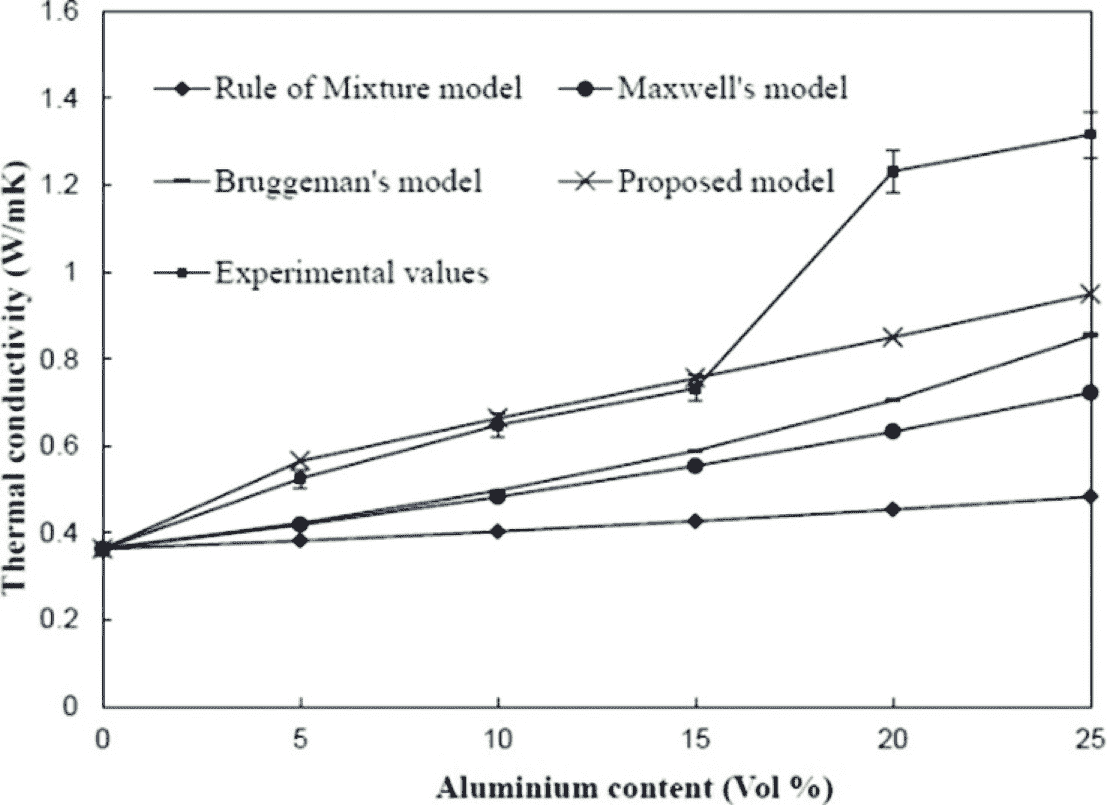 1.6
1.4
1.2
1
0.8
0.6
0.4
0.2
0
Thermal conductivity (W/mK)
Rule of Mixture model
Maxwell's model
Bruggeman's model
Proposed model
Experimental values
0 5 10 15 20 25
Aluminium content (Vol %)